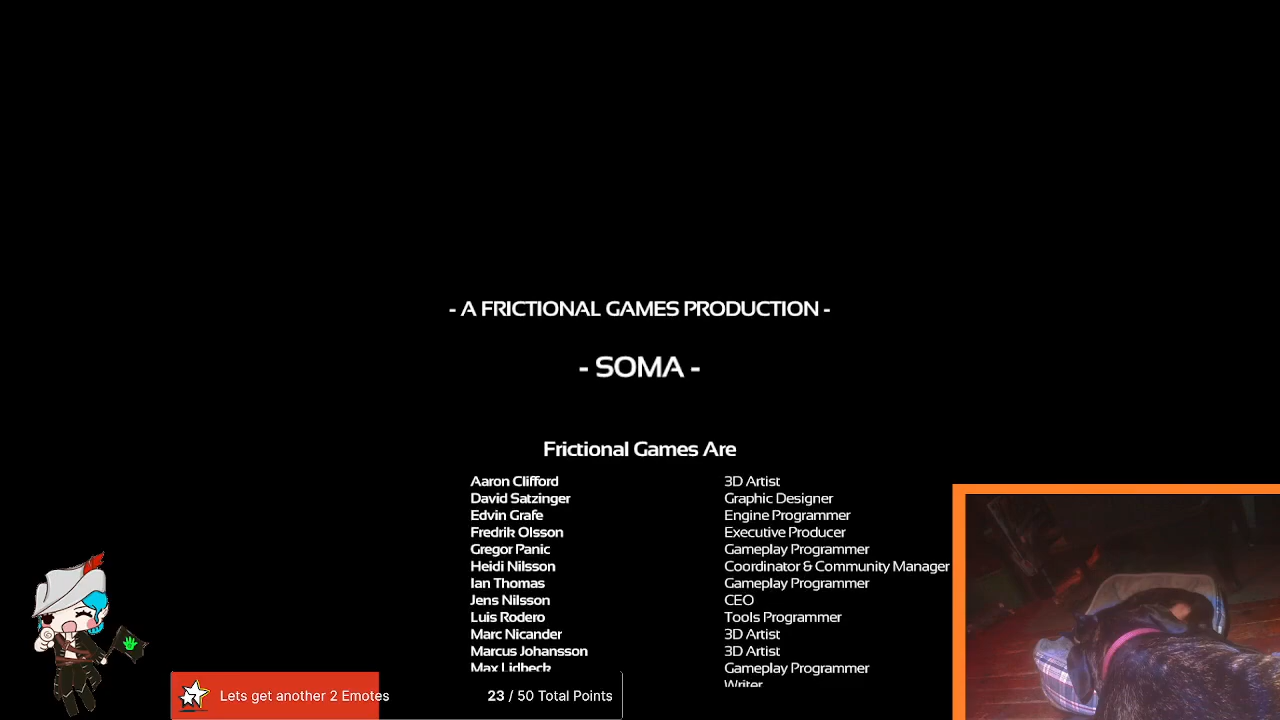 - A FRICTIONAL GAMES PRODUCTION -
- SOMA -
Frictional Games Are
Aaron Clifford 3D Artist
David Satzinger Graphic Designer
Edvin Grafe Engine Programmer
Fredrik Olsson Executive Producer
Gregor Panic Gameplay Programmer
Heidi Nilsson Coordinator & Community Manager
Ian Thomas Gameplay Programmer
Jens Nilsson CEO
Luis Rodero Tools Programmer
Marc Nicander 3D Artist
Marcus Johansson 3D Artist
Max Lidbeck Gameplay Programmer
Writer
Lets get another 2 Emotes 23 / 50 Total Points